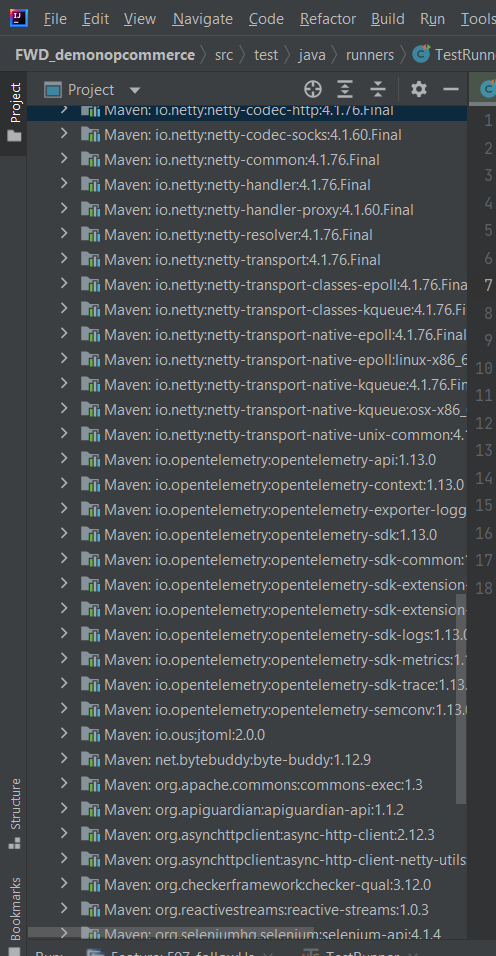 File Edit View Navigate Code Refactor Build Run Tools
FWD_demonopcommerce src test java runners TestRunn
Project
Project
Maven: io.netty:netty-codec-http:4.1.76.Final
Maven: io.netty:netty-codec-socks:4.1.60.Final
Maven: io.netty:netty-common:4.1.76.Final
Maven: io.netty:netty-handler:4.1.76.Final
Maven: io.netty:netty-handler-proxy:4.1.60.Final
Maven: io.netty:netty-resolver:4.1.76.Final
Maven: io.netty:netty-transport:4.1.76.Final
Maven: io.netty:netty-transport-classes-epoll:4.1.76.Fina
Maven: io.netty:netty-transport-classes-kqueue:4.1.76.Fi
Maven: io.netty:netty-transport-native-epoll:4.1.76.Final
Maven: io.netty:netty-transport-native-epoll:linux-x86_6
Maven: io.netty:netty-transport-native-kqueue:4.1.76.Fin
Maven: io.netty:netty-transport-native-kqueue:osx-x86_
Maven: io.netty:netty-transport-native-unix-common:4.1
Maven: io.opentelemetry:opentelemetry-api:1.13.0
Maven: io.opentelemetry:opentelemetry-context:1.13.0
Maven: io.opentelemetry:opentelemetry-exporter-logg
Maven: io.opentelemetry:opentelemetry-sdk:1.13.0
Maven: io.opentelemetry:opentelemetry-sdk-common:1
Maven: io.opentelemetry:opentelemetry-sdk-extension-
Maven: io.opentelemetry:opentelemetry-sdk-extension-
Maven: io.opentelemetry:opentelemetry-sdk-logs:1.13.0
Maven: io.opentelemetry:opentelemetry-sdk-metrics:1.1
Maven: io.opentelemetry:opentelemetry-sdk-trace:1.13.
Maven: io.opentelemetry:opentelemetry-semconv:1.13.
Maven: io.ous:jtoml:2.0.0
Maven: net.bytebuddy:byte-buddy:1.12.9
Maven: org.apache.commons:commons-exec:1.3
Maven: org.apiguardian:apiguardian-api:1.1.2
Maven: org.asynchttpclient:async-http-client:2.12.3
Maven: org.asynchttpclient:async-http-client-netty-utils
Maven: org.checkerframework:checker-qual:3.12.0
Maven: org.reactivestreams:reactive-streams:1.0.3
Maven: org.seleniumhq.selenium:selenium-api:4.1.4
1
2
3
4
5
6
7
8
9
10
11
12
13
14
15
16
17
18
Structure
Bookmarks
Run: Feature: F07_followUs TestRunner